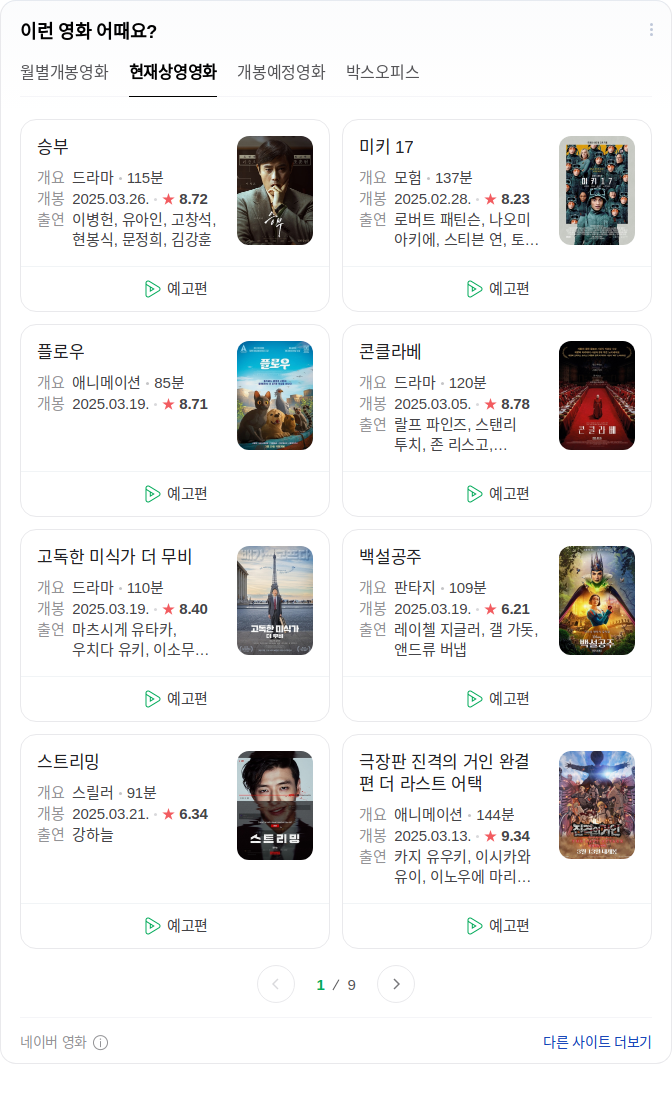 이런 영화 어때요?
월별개봉영화 현재상영영화 개봉예정영화 박스오피스
승부
개요 드라마 · 115분
개봉 2025.03.26. · ★ 8.72
출연 이병헌, 유아인, 고창석,
현봉식, 문정희, 김강훈
예고편
미키 17
개요 모험 · 137분
개봉 2025.02.28. · ★ 8.23
출연 로버트 패틴슨, 나오미
아키에, 스티븐 연, 토...
미키 17
예고편
플로우
개요 애니메이션 · 85분
개봉 2025.03.19. · ★ 8.71
플로우
예고편
콘클라베
개요 드라마 · 120분
개봉 2025.03.05. · ★ 8.78
출연 랄프 파인즈, 스탠리
투치, 존 리스고,...
콘클라베
예고편
고독한 미식가 더 무비
개요 드라마 · 110분
개봉 2025.03.19. · ★ 8.40
출연 마츠시게 유타카,
우치다 유키, 이소무...
고독한 미식가
더 무비
예고편
백설공주
개요 판타지 · 109분
개봉 2025.03.19. · ★ 6.21
출연 레이첼 지글러, 갤 가돗,
앤드류 버냅
백설공주
예고편
스트리밍
개요 스릴러 · 91분
개봉 2025.03.21. · ★ 6.34
출연 강하늘
스트리밍
예고편
극장판 진격의 거인 완결
편 더 라스트 어택
개요 애니메이션 · 144분
개봉 2025.03.13. · ★ 9.34
출연 카지 유우키, 이시카와
유이, 이노우에 마리...
진격의 거인
3월 13일 대개봉
예고편
1 / 9
네이버 영화
다른 사이트 더보기